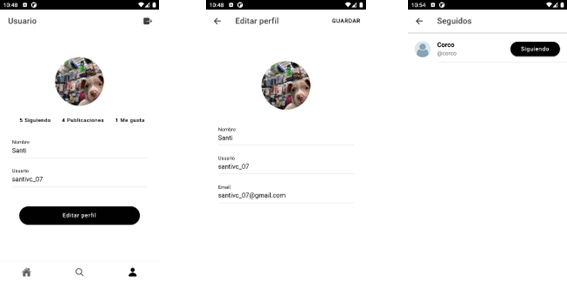 10:48
Usuario
5 Siguiendo 4 Publicaciones 1 Me gusta
Nombre
Santi
Usuario
santivc_07
Editar perfil
10:48
Editar perfil GUARDAR
Nombre
Santi
Usuario
santivc_07
Email
santivc_07@gmail.com
10:54
Seguidos
Corco
@corco
Siguiendo